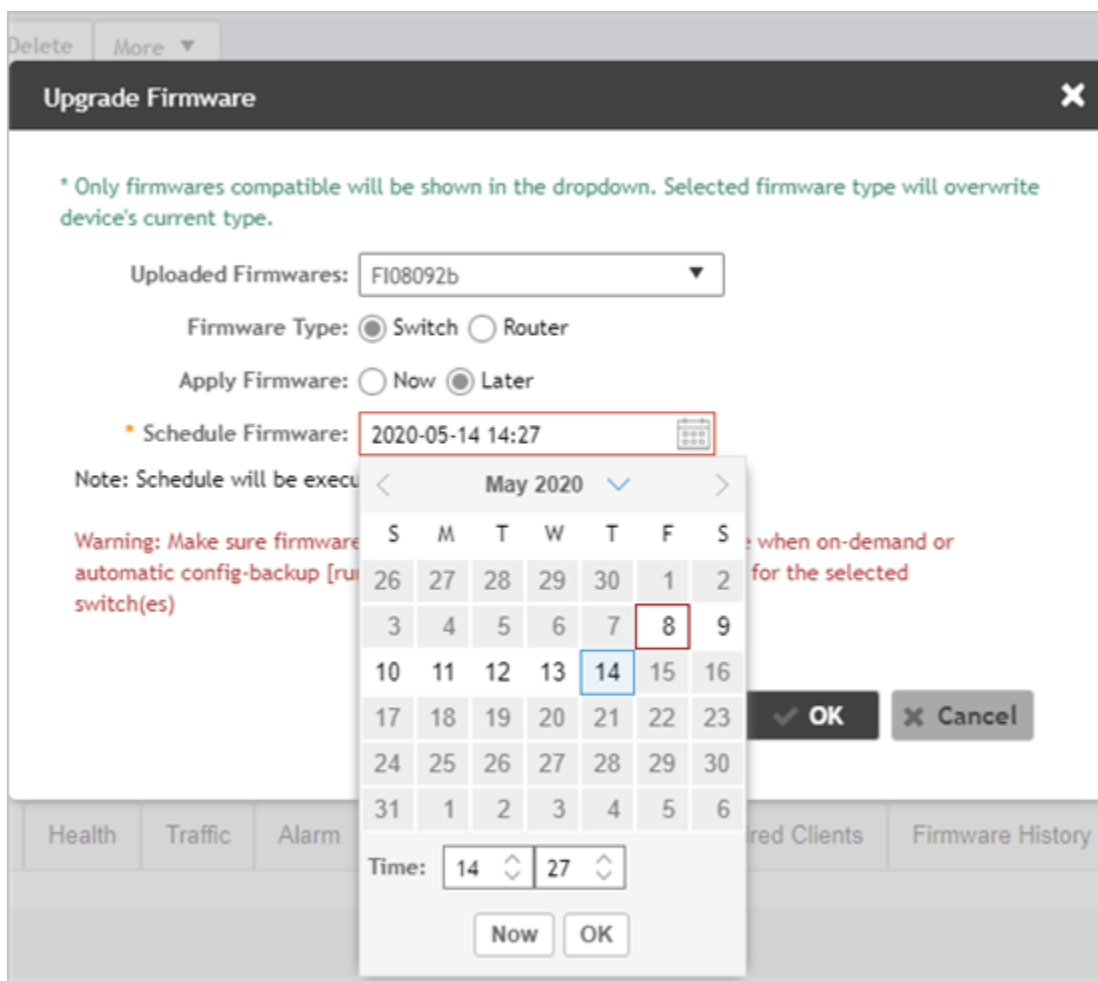 Delete More
Upgrade Firmware
* Only firmwares compatible will be shown in the dropdown. Selected firmware type will overwrite
device's current type.
Uploaded Firmwares: FI08092b
Firmware Type: Switch Router
Apply Firmware: Now Later
* Schedule Firmware: 2020-05-14 14:27
Note: Schedule will be
May 2020
Warning: Make sure firmware when on-demand or
automatic config-backup for the selected
switch(es)
S M T W T F S
26 27 28 29 30 1 2
3 4 5 6 7 8 9
10 11 12 13 14 15 16
17 18 19 20 21 22 23
24 25 26 27 28 29 30
31 1 2 3 4 5 6
OK Cancel
Health Traffic Alarm Clients Firmware History
Time: 14 27
Now OK